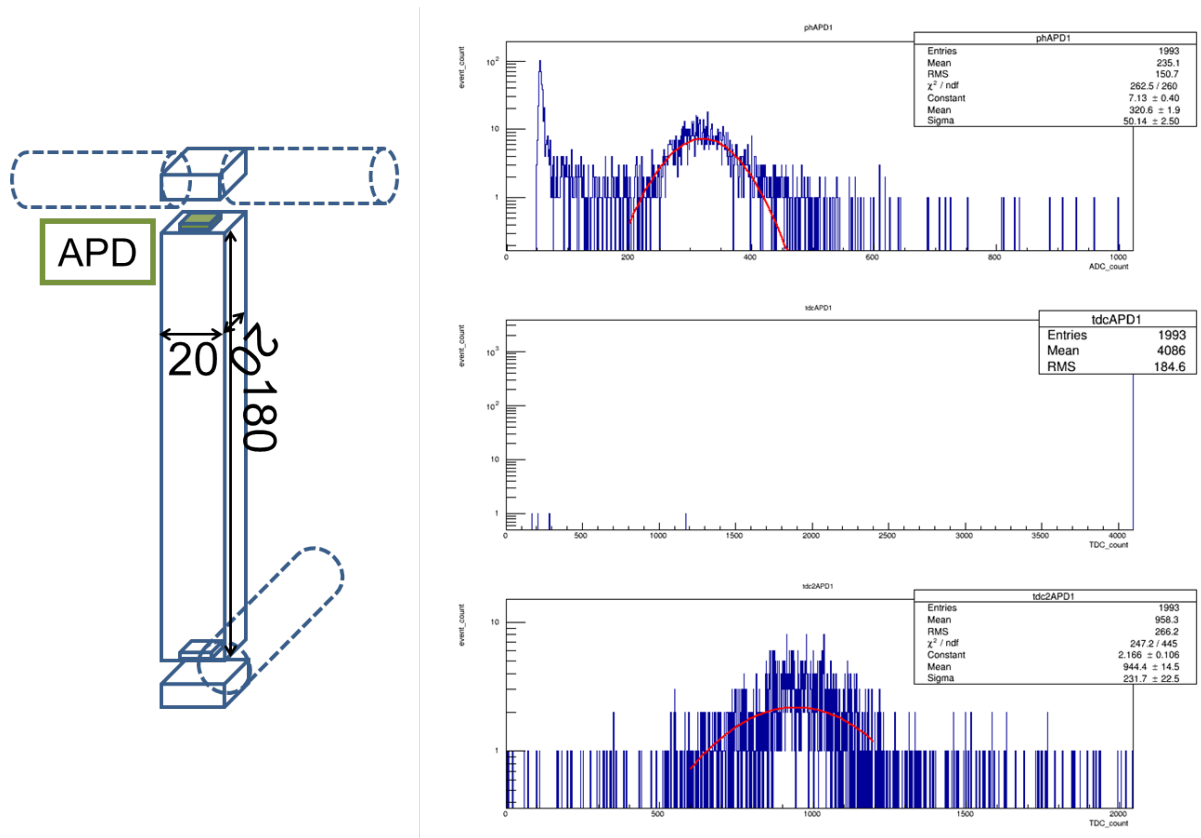 APD
20
20
180
phAPD1
event_count
10²
10
1
0
200
400
600
800
1000
ADC_count
phAPD1
Entries 1993
Mean 235.1
RMS 150.7
χ² / ndf 262.5 / 260
Constant 7.13 ± 0.40
Mean 320.6 ± 1.9
Sigma 50.14 ± 2.50
tdcAPD1
event_count
10³
10²
10
1
0
500
1000
1500
2000
2500
3000
3500
4000
TDC_count
tdcAPD1
Entries 1993
Mean 4086
RMS 184.6
tdc2APD1
event_count
10
1
0
500
1000
1500
2000
TDC_count
tdc2APD1
Entries 1993
Mean 958.3
RMS 266.2
χ² / ndf 247.2 / 445
Constant 2.166 ± 0.106
Mean 944.4 ± 14.5
Sigma 231.7 ± 22.5